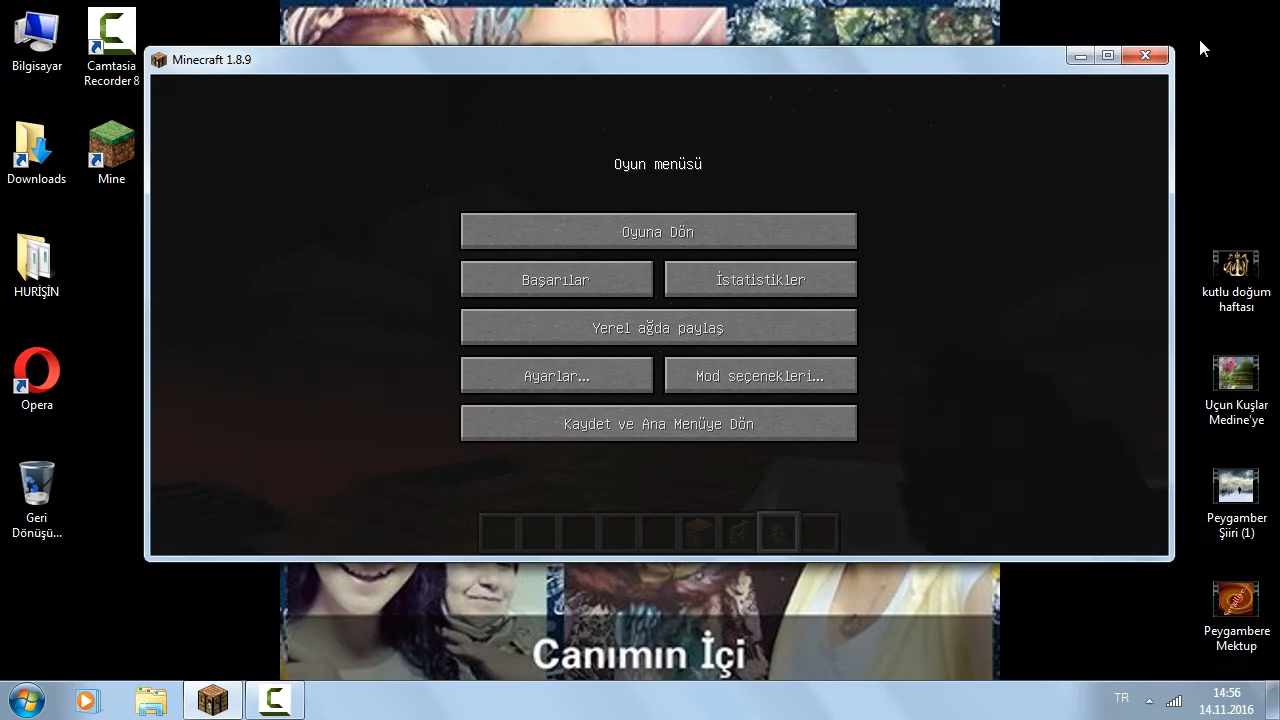 Bilgisayar
Camtasia
Recorder 8
Downloads
Mine
HURİŞİN
Opera
Geri
Dönüşü...
Minecraft 1.8.9
Oyun menüsü
Oyuna Dön
Başarılar
İstatistikler
Yerel ağda paylaş
Ayarlar...
Mod seçenekleri...
Kaydet ve Ana Menüye Dön
kutlu doğum
haftası
Uçun Kuşlar
Medine'ye
Peygamber
Şiiri (1)
Peygambere
Mektup
Canımın İçi
TR
14:56
14.11.2016